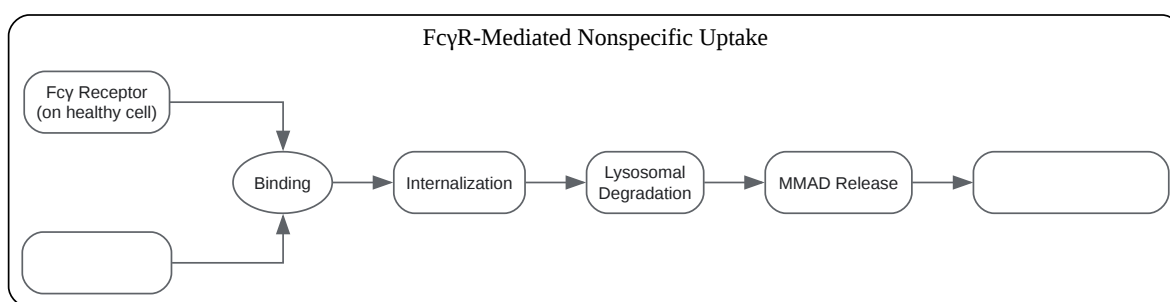 FcγR-Mediated Nonspecific Uptake
Fcγ Receptor
(on healthy cell)
Binding
Internalization
Lysosomal
Degradation
MMAD Release